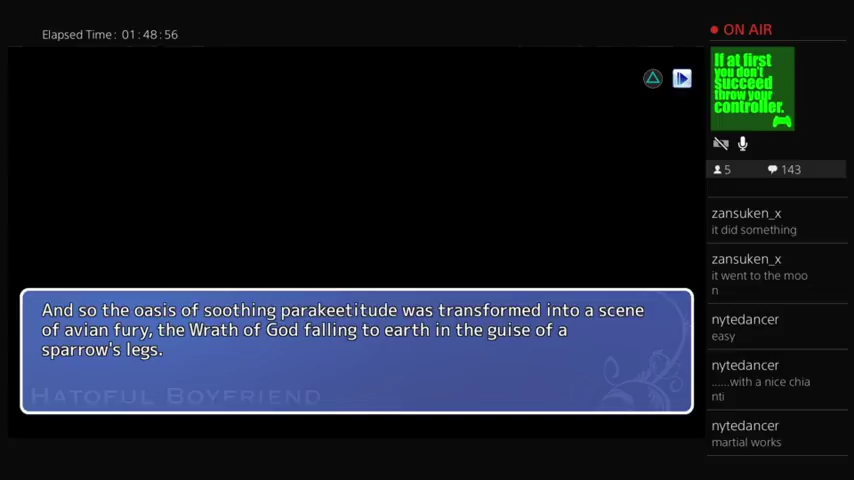 Elapsed Time: 01:48:56
ON AIR
If at first
you don't
succeed
throw your
controller.
5
143
zansuken_x
it did something
zansuken_x
it went to the moo
n
nytedancer
easy
nytedancer
......with a nice chia
nti
nytedancer
martial works
And so the oasis of soothing parakeetitude was transformed into a scene
of avian fury, the Wrath of God falling to earth in the guise of a
sparrow's legs.
HATOFUL BOYFRIEND